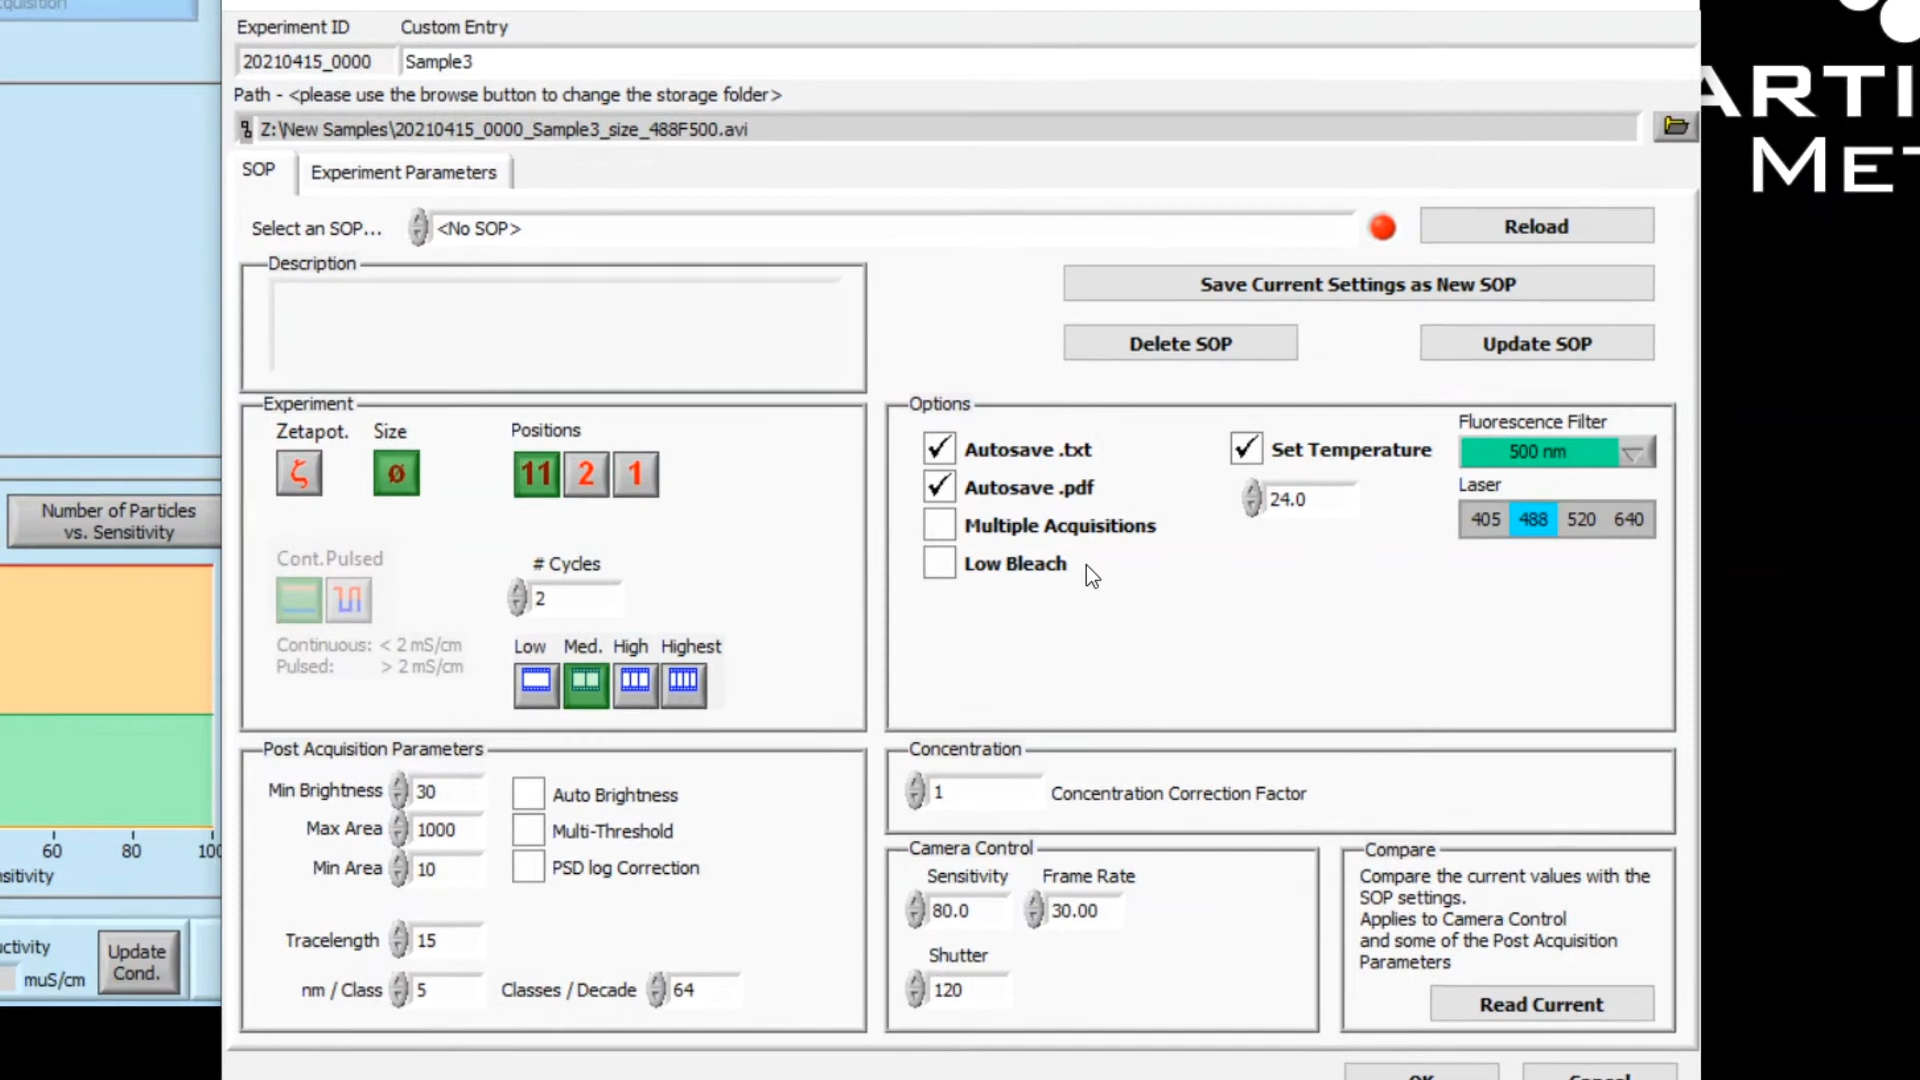 Experiment ID Custom Entry
20210415_0000 Sample3
Path - <please use the browse button to change the storage folder>
Z:\New Samples\20210415_0000_Sample3_size_488F500.avi
ARTI
MET
SOP Experiment Parameters
Select an SOP... <No SOP> Reload
Description
Save Current Settings as New SOP
Delete SOP Update SOP
Experiment
Zetapot. Size Positions
ζ ø 11 2 1
Cont. Pulsed # Cycles
2
Continuous: < 2 mS/cm
Pulsed: > 2 mS/cm
Low Med. High Highest
Options
Autosave .txt
Autosave .pdf
Multiple Acquisitions
Low Bleach
Set Temperature
24.0
Fluorescence Filter
500 nm
Laser
405 488 520 640
Number of Particles
vs. Sensitivity
60 80 100
sitivity
Update
Cond.
muS/cm
Post Acquisition Parameters
Min Brightness 30 Auto Brightness
Max Area 1000 Multi-Threshold
Min Area 10 PSD log Correction
Tracelength 15
nm / Class 5 Classes / Decade 64
Concentration
1 Concentration Correction Factor
Camera Control
Sensitivity Frame Rate
80.0 30.00
Shutter
120
Compare
Compare the current values with the
SOP settings.
Applies to Camera Control
and some of the Post Acquisition
Parameters
Read Current